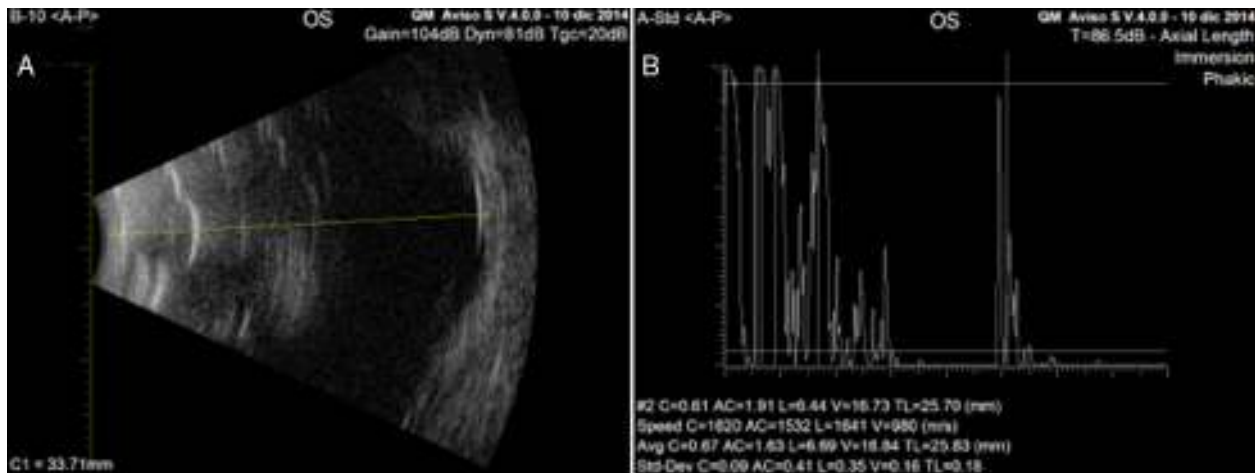 B-10 <A-P>
OS
QM Aviso S V.4.0.0 - 10 dic 2014
Gain=104dB Dyn=81dB Tgc=20dB
A
C1 = 33.71mm
A-Std <A-P>
OS
QM Aviso S V.4.0.0 - 10 dic 2014
T=86.5dB - Axial Length
Immersion
Phakic
B
#2 C=0.61 AC=1.91 L=6.44 V=16.73 TL=25.70 (mm)
Speed C=1620 AC=1532 L=1641 V=980 (m/s)
Avg C=0.67 AC=1.63 L=6.69 V=16.84 TL=25.83 (mm)
Std-Dev C=0.09 AC=0.41 L=0.35 V=0.16 TL=0.18